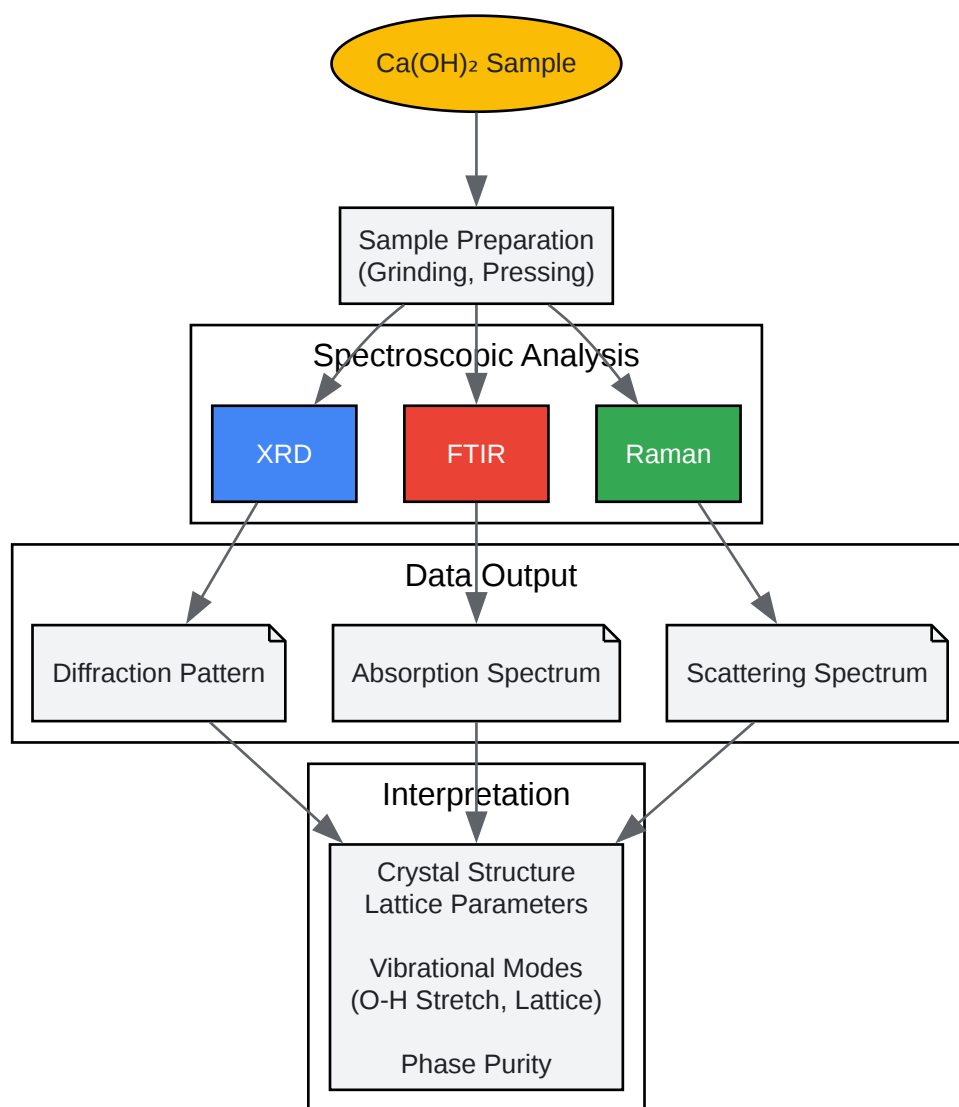 Ca(OH)₂ Sample
Sample Preparation
(Grinding, Pressing)
Spectroscopic Analysis
XRD
FTIR
Raman
Data Output
Diffraction Pattern
Absorption Spectrum
Scattering Spectrum
Interpretation
Crystal Structure
Lattice Parameters
Vibrational Modes
(O-H Stretch, Lattice)
Phase Purity